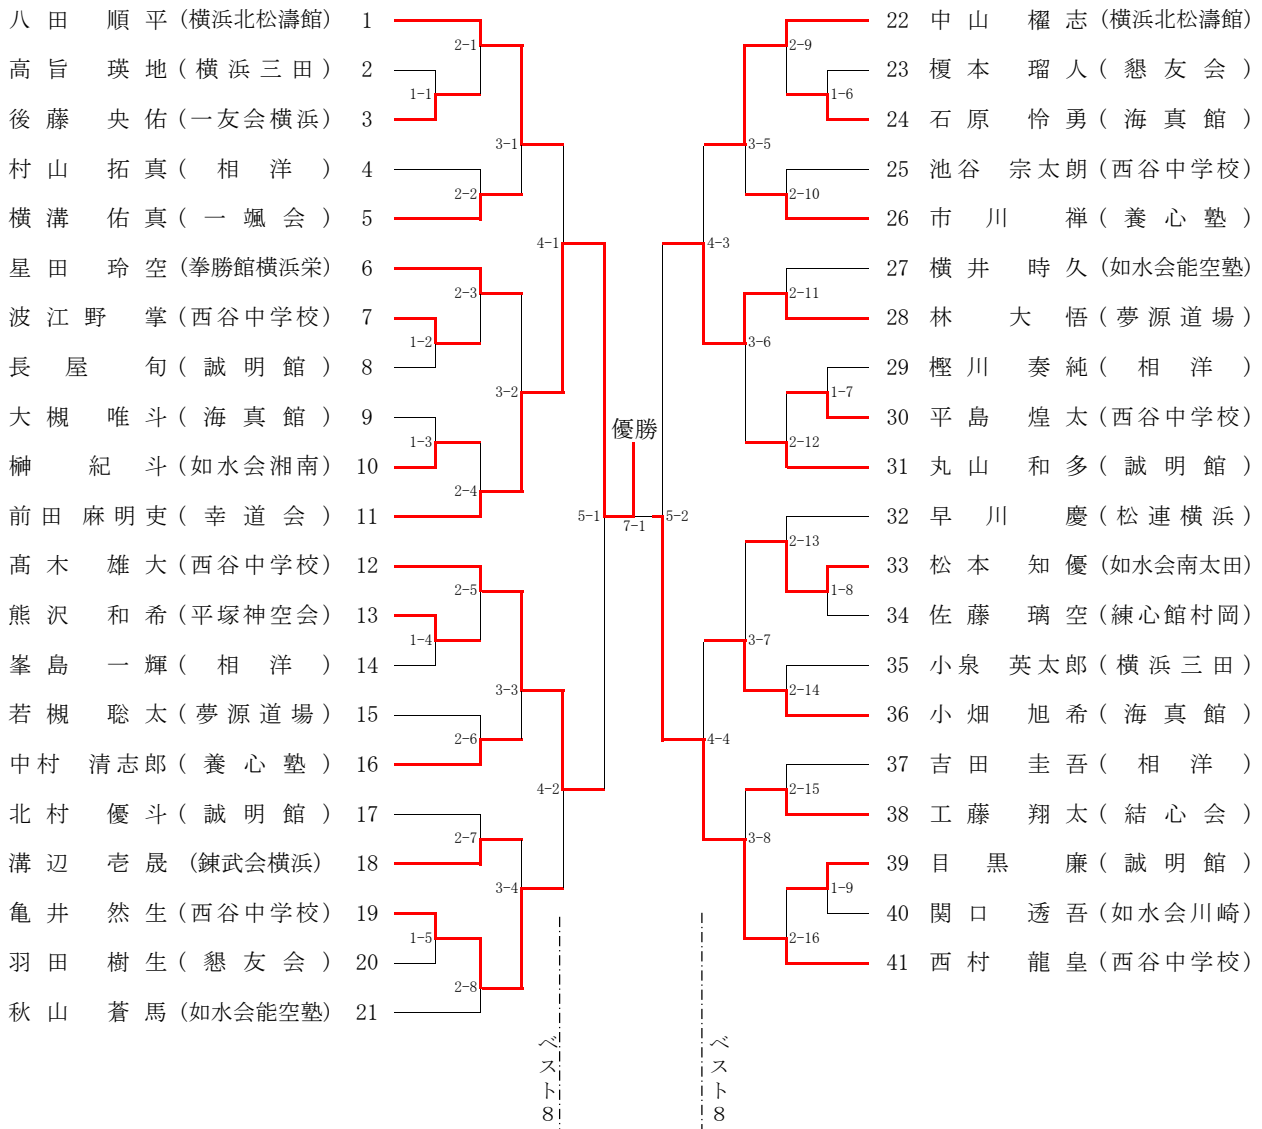 八田 順平 (横浜北松濤館) 1
高旨 瑛地 (横浜三田) 2
後藤 央佑 (一友会横浜) 3
村山 拓真 (相洋) 4
横溝 佑真 (一颯会) 5
星田 玲空 (拳勝館横浜栄) 6
波江野 掌 (西谷中学校) 7
長屋 旬 (誠明館) 8
大槻 唯斗 (海真館) 9
榊 紀斗 (如水会湘南) 10
前田 麻明吏 (幸道会) 11
髙木 雄大 (西谷中学校) 12
熊沢 和希 (平塚神空会) 13
峯島 一輝 (相洋) 14
若槻 聡太 (夢源道場) 15
中村 清志郎 (養心塾) 16
北村 優斗 (誠明館) 17
溝辺 壱晟 (錬武会横浜) 18
亀井 然生 (西谷中学校) 19
羽田 樹生 (懇友会) 20
秋山 蒼馬 (如水会能空塾) 21
2-1
1-1
3-1
2-2
4-1
2-3
1-2
3-2
1-3
2-4
5-1
2-5
1-4
3-3
2-6
4-2
2-7
3-4
1-5
2-8
優勝
7-1
2-9
1-6
3-5
2-10
4-3
2-11
3-6
1-7
2-12
5-2
2-13
1-8
3-7
2-14
4-4
2-15
3-8
1-9
2-16
22 中山 櫂志 (横浜北松濤館)
23 榎本 瑠人 (懇友会)
24 石原 怜勇 (海真館)
25 池谷 宗太朗 (西谷中学校)
26 市川 禅 (養心塾)
27 横井 時久 (如水会能空塾)
28 林 大悟 (夢源道場)
29 樫川 奏純 (相洋)
30 平島 煌太 (西谷中学校)
31 丸山 和多 (誠明館)
32 早川 慶 (松連横浜)
33 松本 知優 (如水会南太田)
34 佐藤 璃空 (練心館村岡)
35 小泉 英太郎 (横浜三田)
36 小畑 旭希 (海真館)
37 吉田 圭吾 (相洋)
38 工藤 翔太 (結心会)
39 目黒 廉 (誠明館)
40 関口 透吾 (如水会川崎)
41 西村 龍皇 (西谷中学校)
ベスト8
ベスト8